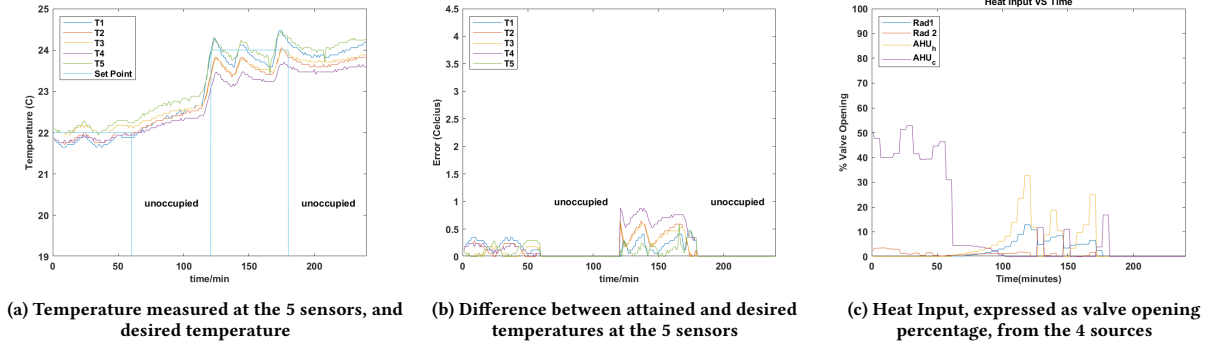 T1
T2
T3
T4
T5
Set Point
25
24
23
22
21
20
19
Temperature (C)
unoccupied
unoccupied
0
50
100
150
200
time/min
(a) Temperature measured at the 5 sensors, and
desired temperature
T1
T2
T3
T4
T5
4.5
4
3.5
3
2.5
2
1.5
1
0.5
0
Error (Celcius)
unoccupied
unoccupied
0
50
100
150
200
time/min
(b) Difference between attained and desired
temperatures at the 5 sensors
Heat Input VS Time
Rad1
Rad 2
AHU_h
AHU_c
100
90
80
70
60
50
40
30
20
10
0
% Valve Opening
0
50
100
150
200
Time(minutes)
(c) Heat Input, expressed as valve opening
percentage, from the 4 sources